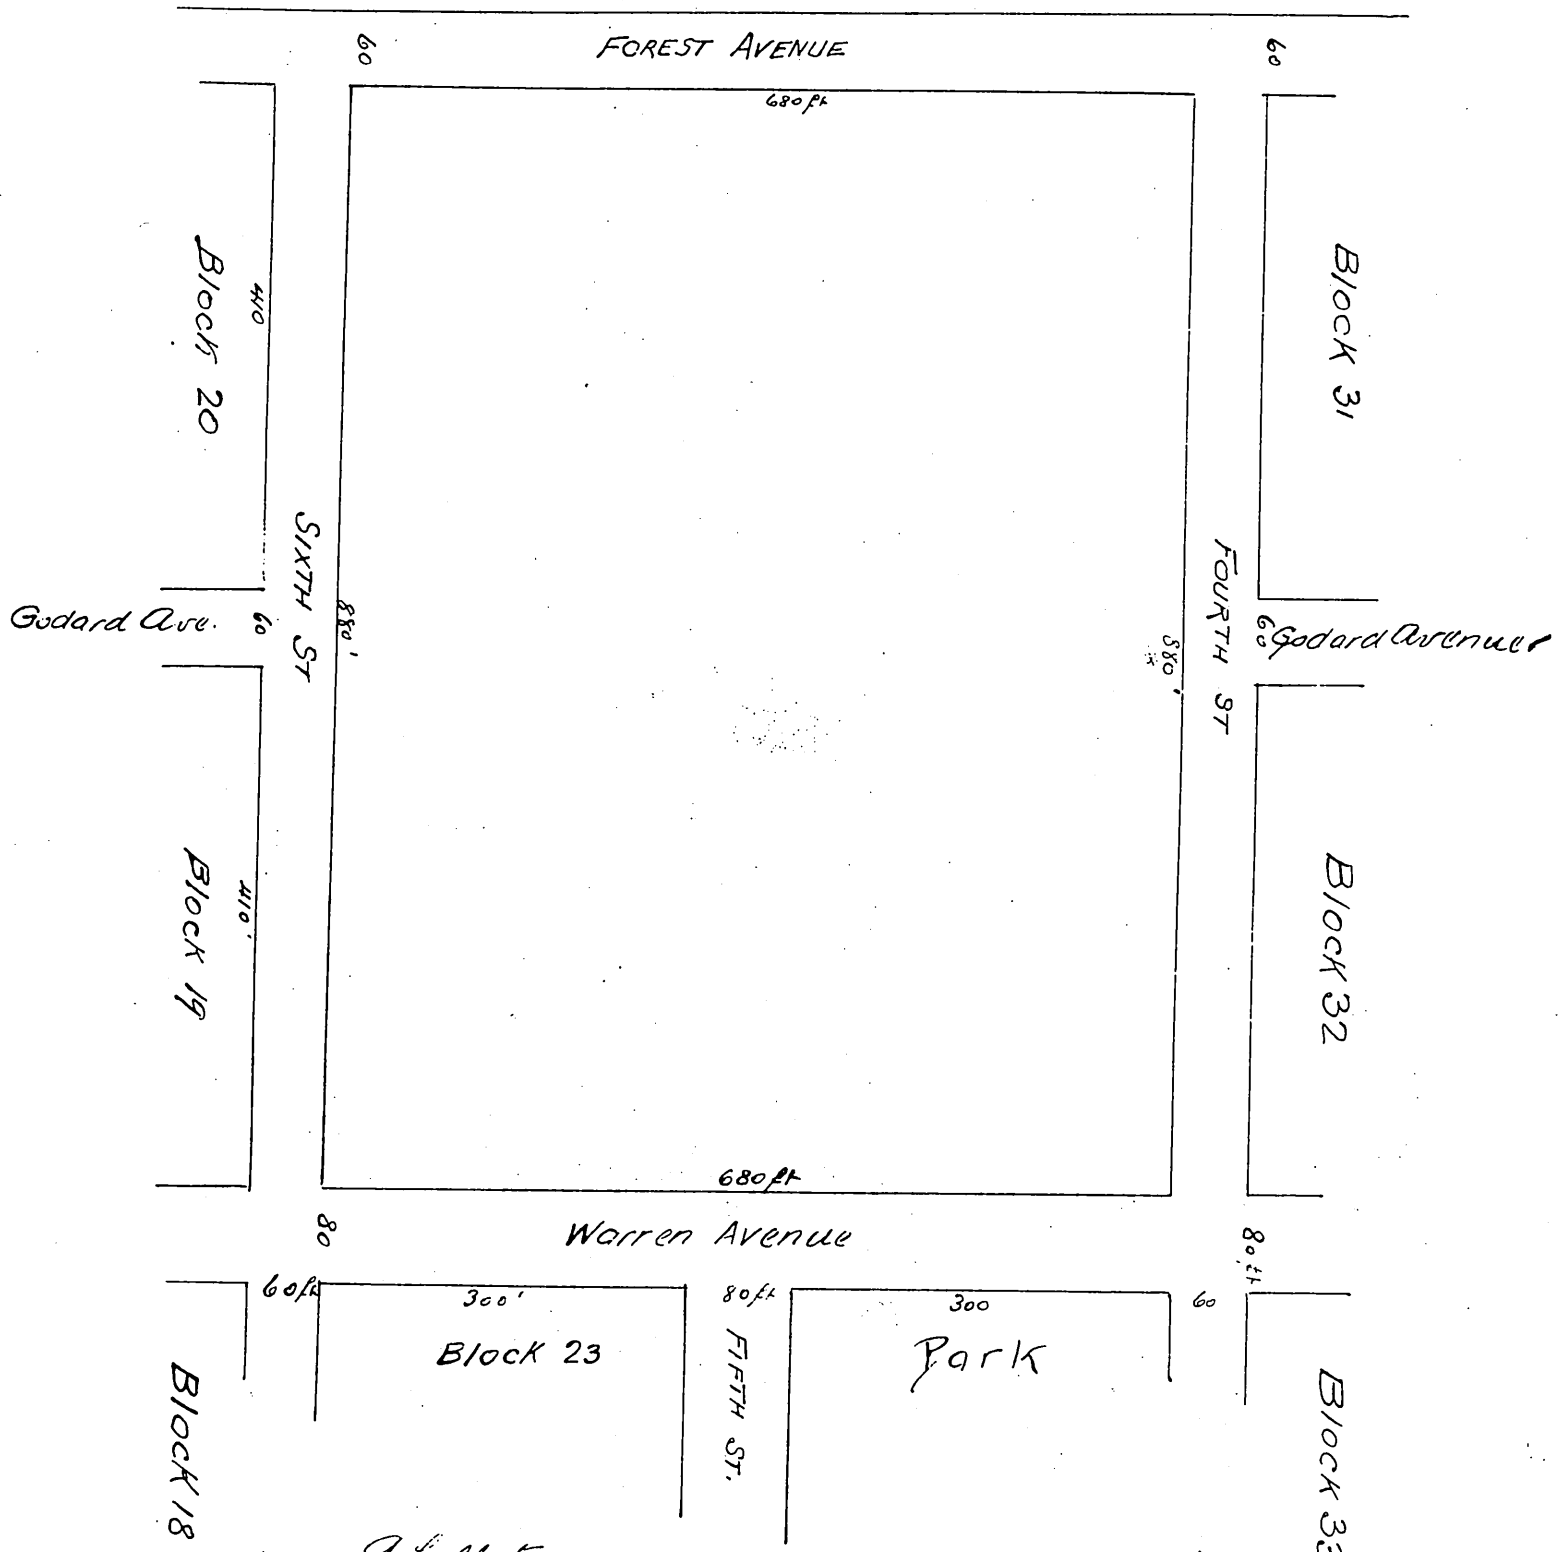 60
FOREST AVENUE
60
680 ft
Block 20
410
Block 31
SIXTH ST
880'
FOURTH ST
880'
Godard Ave.
60
60
Godard Avenue
Block 19
410'
Block 32
680 ft
80
Warren Avenue
80 ft
60 ft
300'
80 ft
300
60
Block 23
FIFTH ST.
Park
Block 18
Block 33